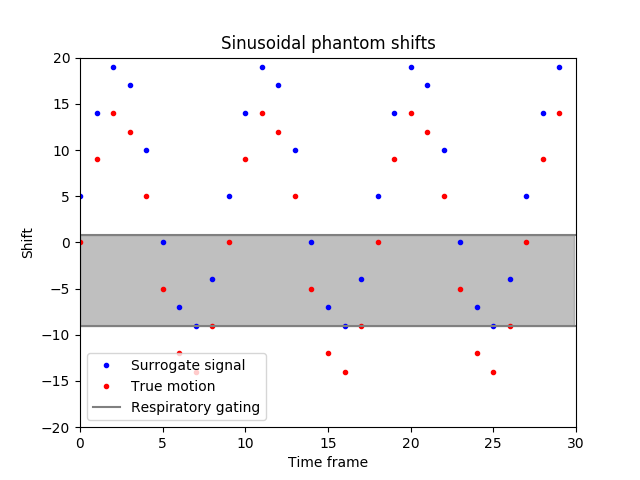 Sinusoidal phantom shifts
20
15
10
5
0
−5
−10
−15
−20
Shift
Surrogate signal
True motion
Respiratory gating
0 5 10 15 20 25 30
Time frame